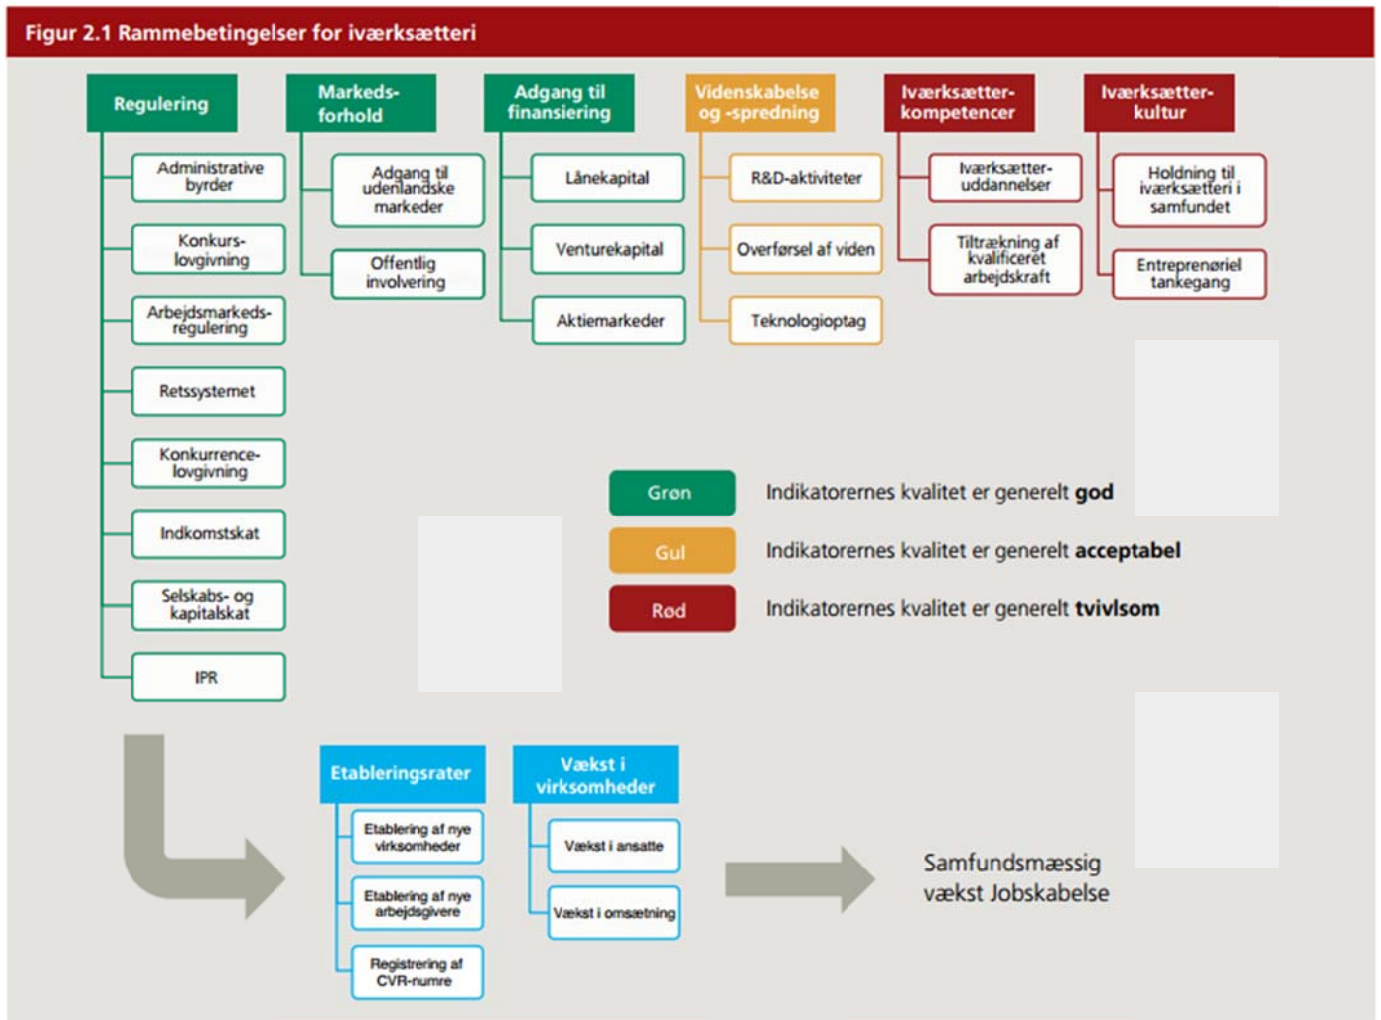 Figur 2.1 Rammebetingelser for iværksætteri
Regulering
Administrative
byrder
Konkurs-
lovgivning
Arbejdsmarkeds-
regulering
Retssystemet
Konkurrence-
lovgivning
Indkomstskat
Selskabs- og
kapitalskat
IPR
Markeds-
forhold
Adgang til
udenlandske
markeder
Offentlig
involvering
Adgang til
finansiering
Lånekapital
Venturekapital
Aktiemarkeder
Videnskabelse
og -spredning
R&D-aktiviteter
Overførsel af viden
Teknologioptag
Iværksætter-
kompetencer
Iværksætter-
uddannelser
Tiltrækning af
kvalificeret
arbejdskraft
Iværksætter-
kultur
Holdning til
iværksætteri i
samfundet
Entreprenøriel
tankegang
Grøn
Indikatorernes kvalitet er generelt god
Gul
Indikatorernes kvalitet er generelt acceptabel
Rød
Indikatorernes kvalitet er generelt tvivlsom
Etableringsrater
Etablering af nye
virksomheder
Etablering af nye
arbejdsgivere
Registrering af
CVR-numre
Vækst i
virksomheder
Vækst i ansatte
Vækst i omsætning
Samfundsmæssig
vækst Jobskabelse